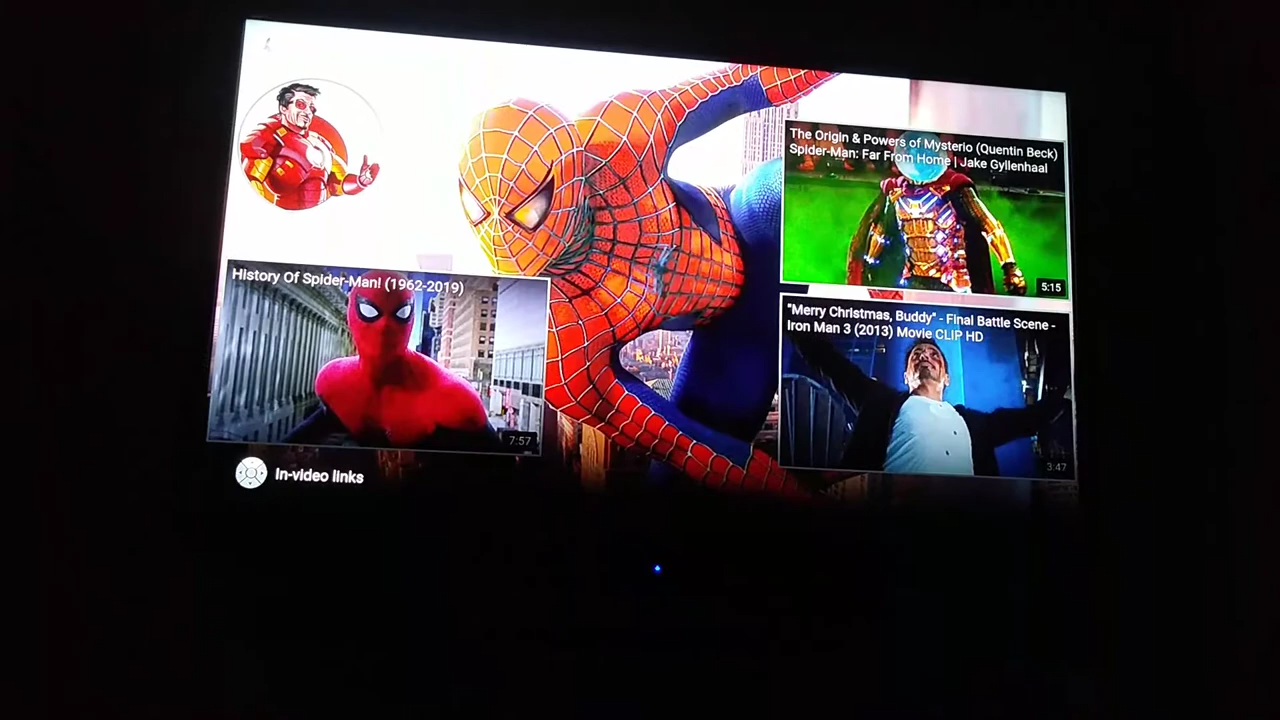 The Origin & Powers of Mysterio (Quentin Beck)
Spider-Man: Far From Home | Jake Gyllenhaal
5:15
History Of Spider-Man! (1962-2019)
7:57
"Merry Christmas, Buddy" - Final Battle Scene -
Iron Man 3 (2013) Movie CLIP HD
3:47
In-video links